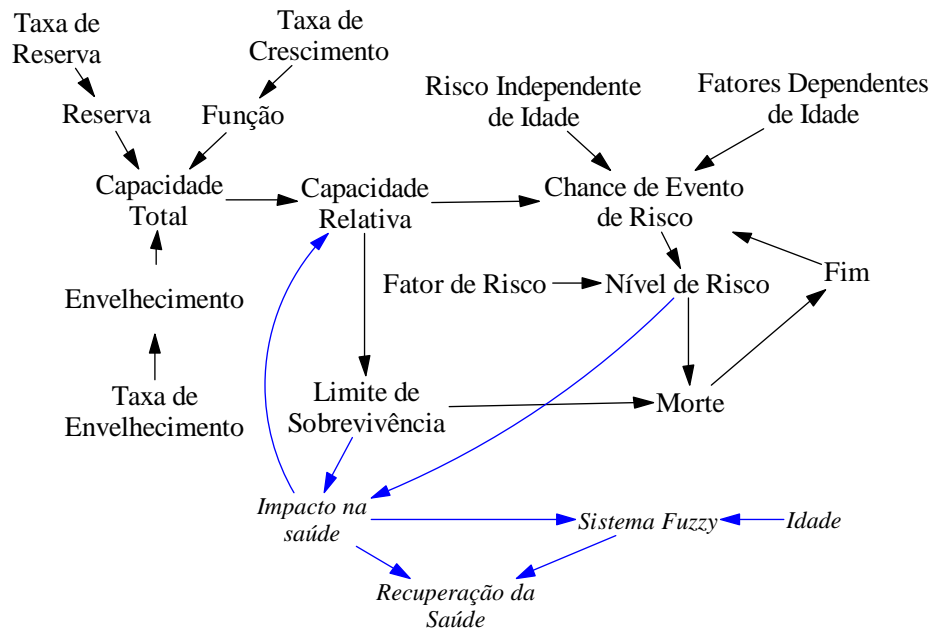 Taxa de
Reserva
Taxa de
Crescimento
Risco Independente
de Idade
Fatores Dependentes
de Idade
Reserva
Função
Capacidade
Total
Capacidade
Relativa
Chance de Evento
de Risco
Envelhecimento
Fator de Risco
Nível de Risco
Fim
Taxa de
Envelhecimento
Limite de
Sobrevivência
Morte
Impacto na
saúde
Sistema Fuzzy
Idade
Recuperação da
Saúde